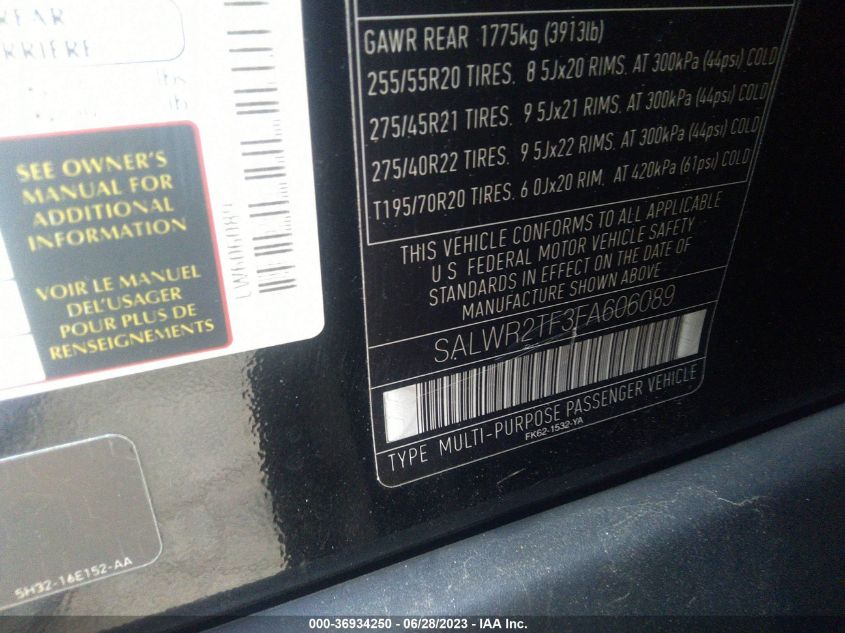 REAR
lb
SEE OWNER'S
MANUAL FOR
ADDITIONAL
INFORMATION
VOIR LE MANUEL
DEL'USAGER
POUR PLUS DE
RENSEIGNEMENTS
GAWR REAR 1775kg (3913lb)
255/55R20 TIRES. 8 5Jx20 RIMS. AT 300kPa (44psi) COLD
275/45R21 TIRES. 9 5Jx21 RIMS. AT 300kPa (44psi) COLD
275/40R22 TIRES. 9 5Jx22 RIMS. AT 300kPa (44psi) COLD
T195/70R20 TIRES. 6 0Jx20 RIM. AT 420kPa (61psi) COLD
THIS VEHICLE CONFORMS TO ALL APPLICABLE
U S FEDERAL MOTOR VEHICLE SAFETY
STANDARDS IN EFFECT ON THE DATE OF
MANUFACTURE SHOWN ABOVE
SALWR2TF3FA606089
TYPE MULTI-PURPOSE PASSENGER VEHICLE
FK62-1532-YA
5H32-16E152-AA
000-36934250 - 06/28/2023 - IAA Inc.